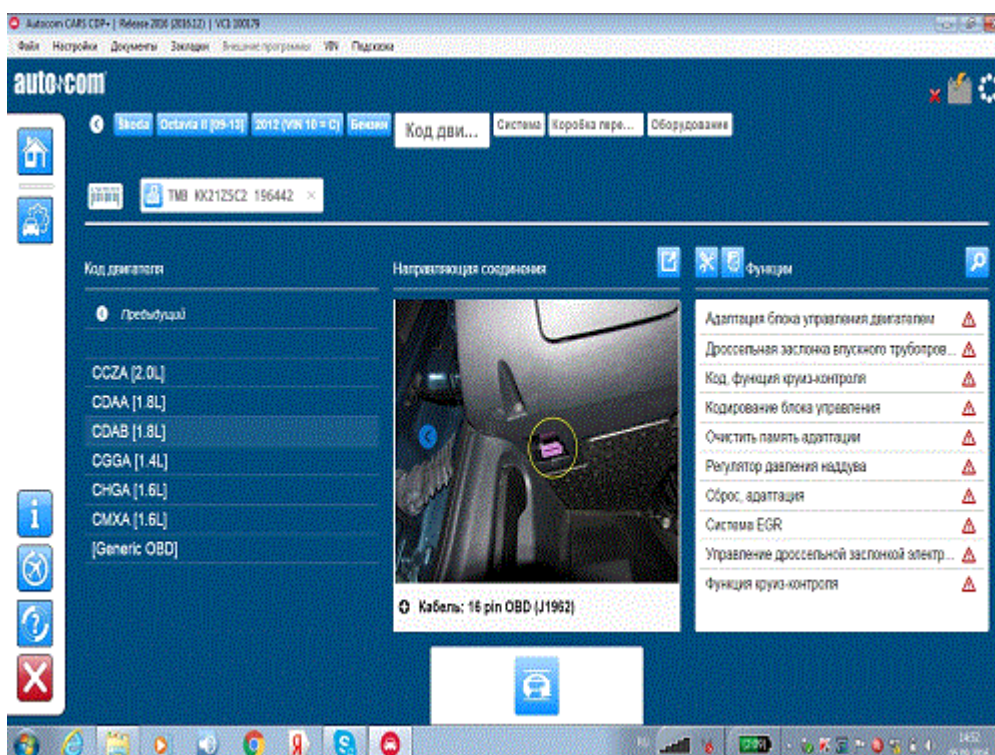 Autocom CARS CDP+ | Release 2016 (2016.12) | VCI: 100179
Файл Настройки Документы Закладки Внешние программы VIN Подсказка
auto com
Skoda Octavia II [09-13] 2012 (VIN 10 = C) Бензин Код дви... Система Коробка пере... Оборудование
TMB KK21Z5C2 196442
Код двигателя
Направляющая соединения
Функции
Предыдущий
CCZA [2.0L]
CDAA [1.8L]
CDAB [1.8L]
CGGA [1.4L]
CHGA [1.6L]
CMXA [1.6L]
[Generic OBD]
Кабель: 16 pin OBD (J1962)
Адаптация блока управления двигателем
Дроссельная заслонка впускного трубопров...
Код, функция круиз-контроля
Кодирование блока управления
Очистить память адаптации
Регулятор давления наддува
Сброс, адаптация
Система EGR
Управление дроссельной заслонкой электр...
Функция круиз-контроля
14:52